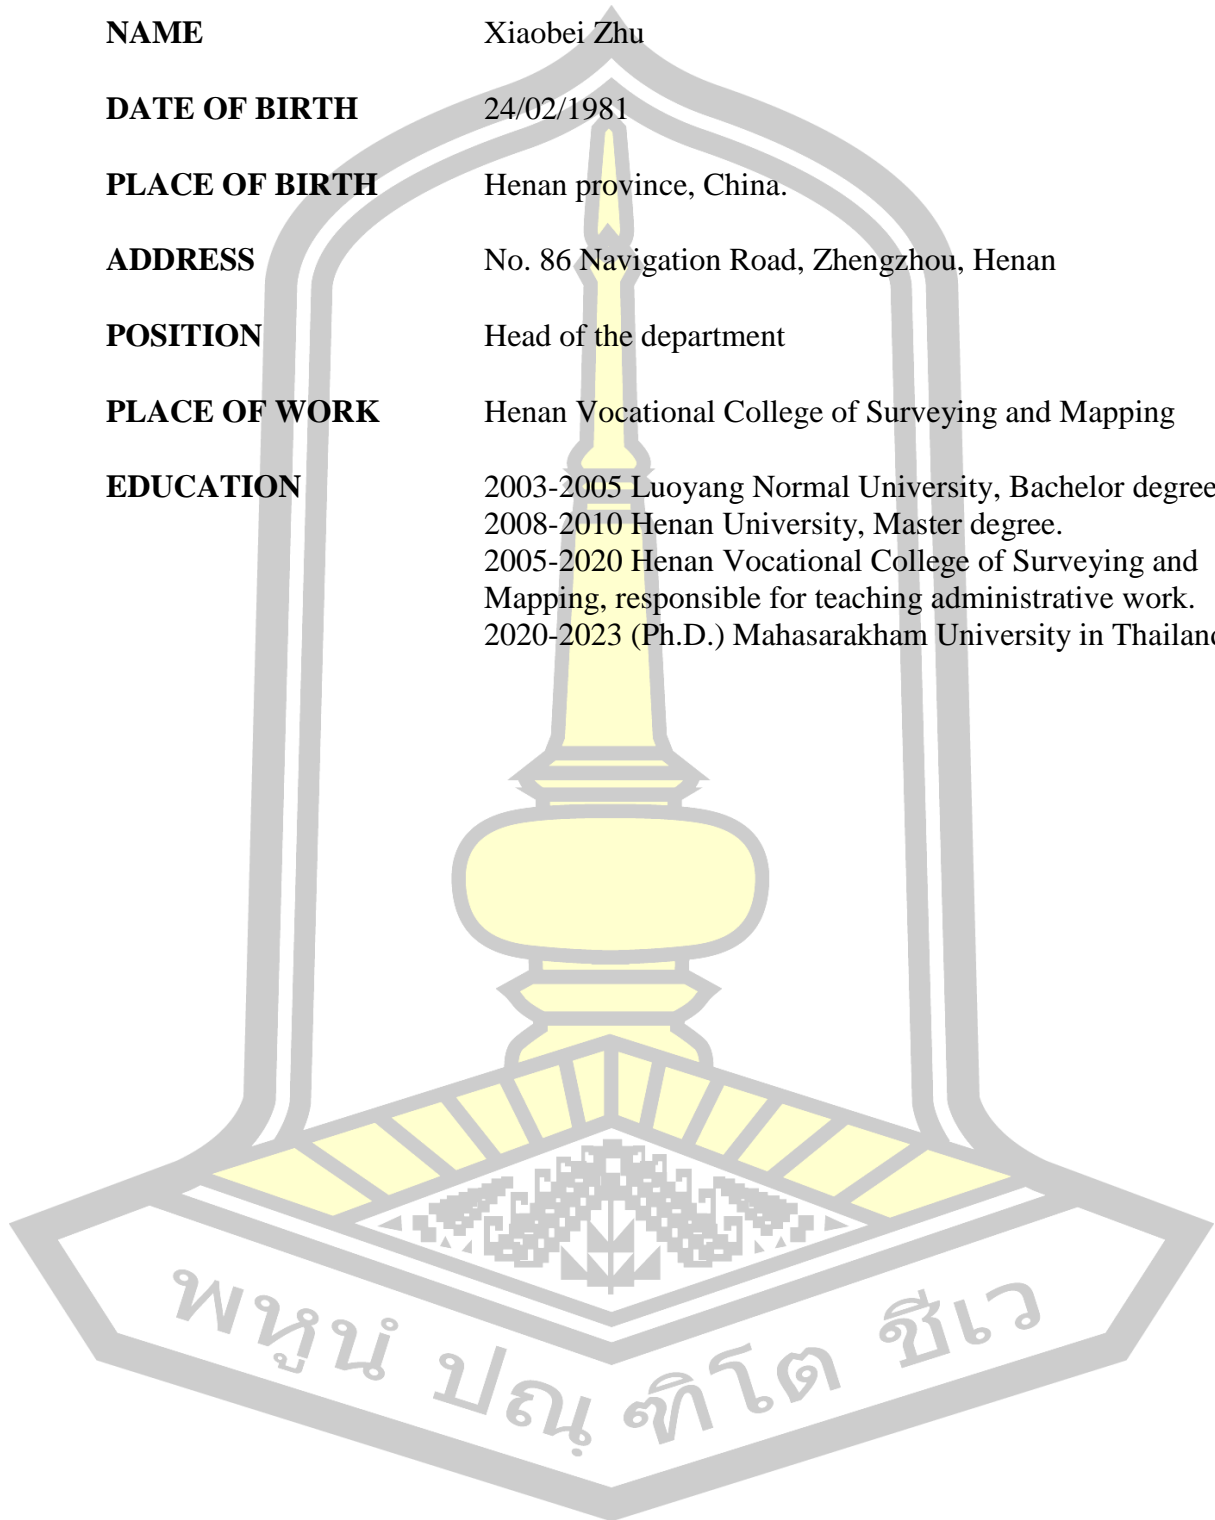 NAME Xiaobei Zhu
DATE OF BIRTH 24/02/1981
PLACE OF BIRTH Henan province, China.
ADDRESS No. 86 Navigation Road, Zhengzhou, Henan
POSITION Head of the department
PLACE OF WORK Henan Vocational College of Surveying and Mapping
EDUCATION 2003-2005 Luoyang Normal University, Bachelor degree
2008-2010 Henan University, Master degree.
2005-2020 Henan Vocational College of Surveying and
Mapping, responsible for teaching administrative work.
2020-2023 (Ph.D.) Mahasarakham University in Thailand
พหูนํ ปณฺฑิโต ชีเว